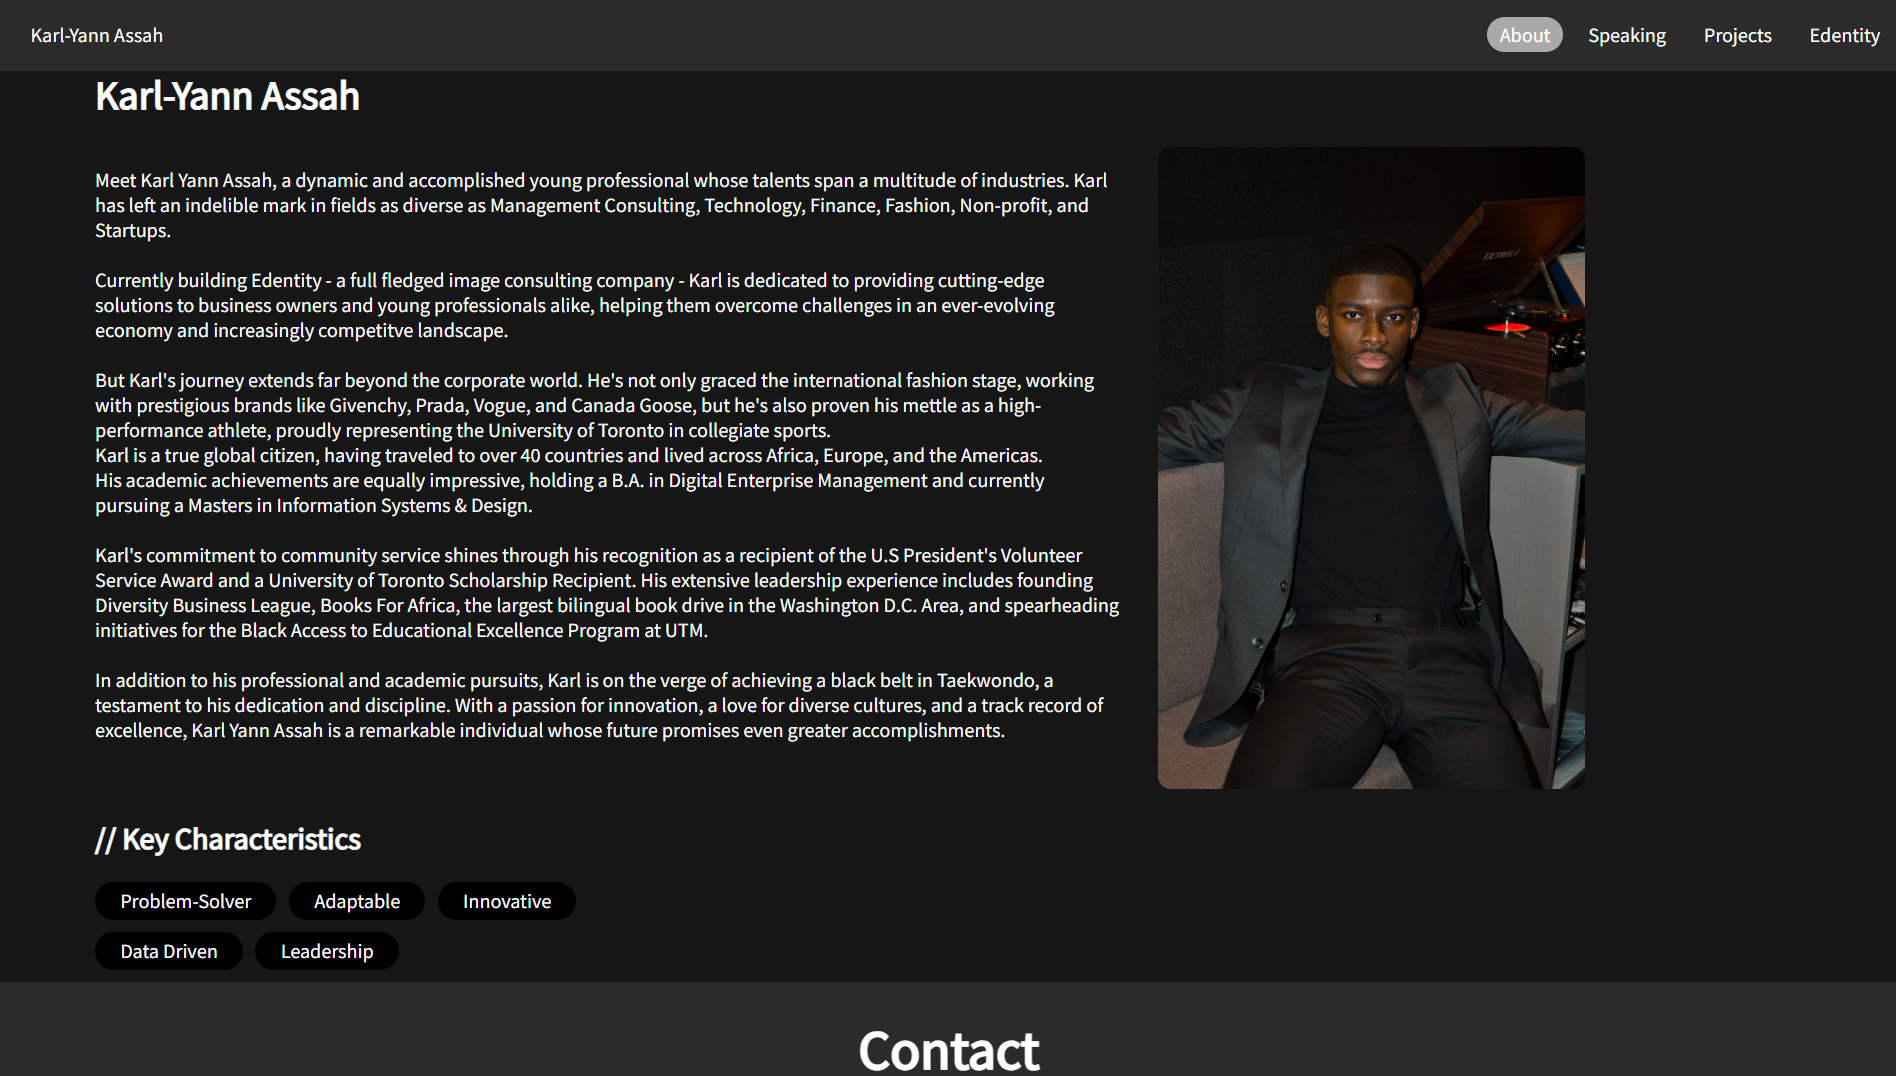 Karl-Yann Assah
About
Speaking
Projects
Edentity
Karl-Yann Assah
Meet Karl Yann Assah, a dynamic and accomplished young professional whose talents span a multitude of industries. Karl
has left an indelible mark in fields as diverse as Management Consulting, Technology, Finance, Fashion, Non-profit, and
Startups.
Currently building Edentity - a full fledged image consulting company - Karl is dedicated to providing cutting-edge
solutions to business owners and young professionals alike, helping them overcome challenges in an ever-evolving
economy and increasingly competitve landscape.
But Karl's journey extends far beyond the corporate world. He's not only graced the international fashion stage, working
with prestigious brands like Givenchy, Prada, Vogue, and Canada Goose, but he's also proven his mettle as a high-
performance athlete, proudly representing the University of Toronto in collegiate sports.
Karl is a true global citizen, having traveled to over 40 countries and lived across Africa, Europe, and the Americas.
His academic achievements are equally impressive, holding a B.A. in Digital Enterprise Management and currently
pursuing a Masters in Information Systems & Design.
Karl's commitment to community service shines through his recognition as a recipient of the U.S President's Volunteer
Service Award and a University of Toronto Scholarship Recipient. His extensive leadership experience includes founding
Diversity Business League, Books For Africa, the largest bilingual book drive in the Washington D.C. Area, and spearheading
initiatives for the Black Access to Educational Excellence Program at UTM.
In addition to his professional and academic pursuits, Karl is on the verge of achieving a black belt in Taekwondo, a
testament to his dedication and discipline. With a passion for innovation, a love for diverse cultures, and a track record of
excellence, Karl Yann Assah is a remarkable individual whose future promises even greater accomplishments.
// Key Characteristics
Problem-Solver
Adaptable
Innovative
Data Driven
Leadership
Contact